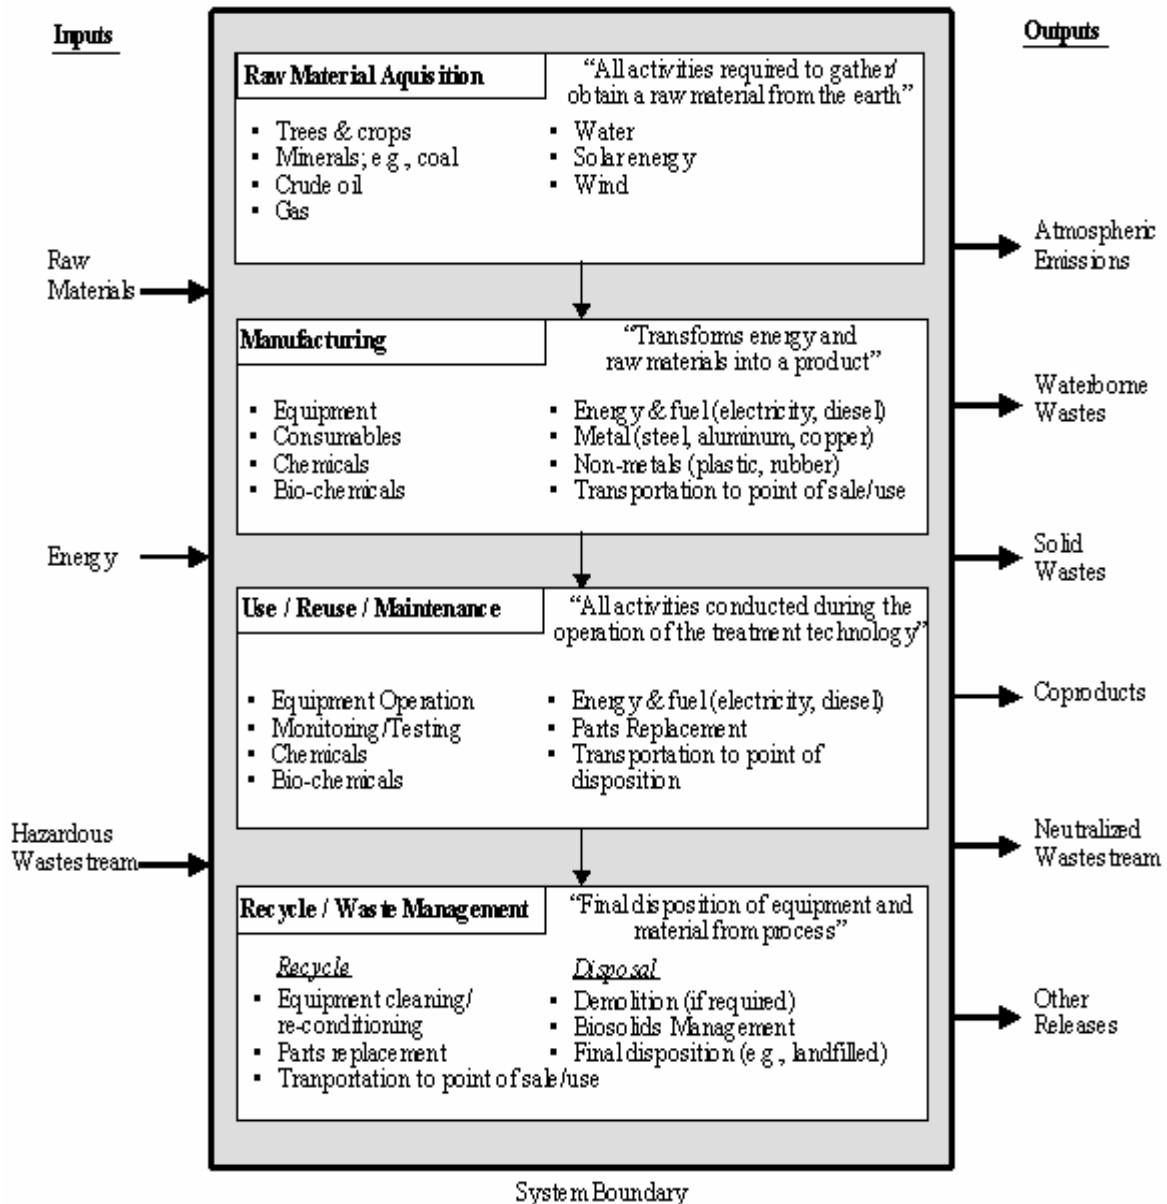 Inputs
Outputs
Raw Material Aquisition
“All activities required to gather/
obtain a raw material from the earth”
▪ Trees & crops
▪ Minerals; e.g., coal
▪ Crude oil
▪ Gas
▪ Water
▪ Solar energy
▪ Wind
Raw
Materials
Atmospheric
Emissions
Manufacturing
“Transforms energy and
raw materials into a product”
▪ Equipment
▪ Consumables
▪ Chemicals
▪ Bio-chemicals
▪ Energy & fuel (electricity, diesel)
▪ Metal (steel, aluminum, copper)
▪ Non-metals (plastic, rubber)
▪ Transportation to point of sale/use
Waterborne
Wastes
Energy
Solid
Wastes
Use / Reuse / Maintenance
“All activities conducted during the
operation of the treatment technology”
▪ Equipment Operation
▪ Monitoring/Testing
▪ Chemicals
▪ Bio-chemicals
▪ Energy & fuel (electricity, diesel)
▪ Parts Replacement
▪ Transportation to point of
disposition
Coproducts
Hazardous
Wastestream
Neutralized
Wastestream
Recycle / Waste Management
“Final disposition of equipment and
material from process”
Recycle
▪ Equipment cleaning/
re-conditioning
▪ Parts replacement
▪ Tranportation to point of sale/use
Disposal
▪ Demolition (if required)
▪ Biosolids Management
▪ Final disposition (e.g., landfilled)
Other
Releases
System Boundary